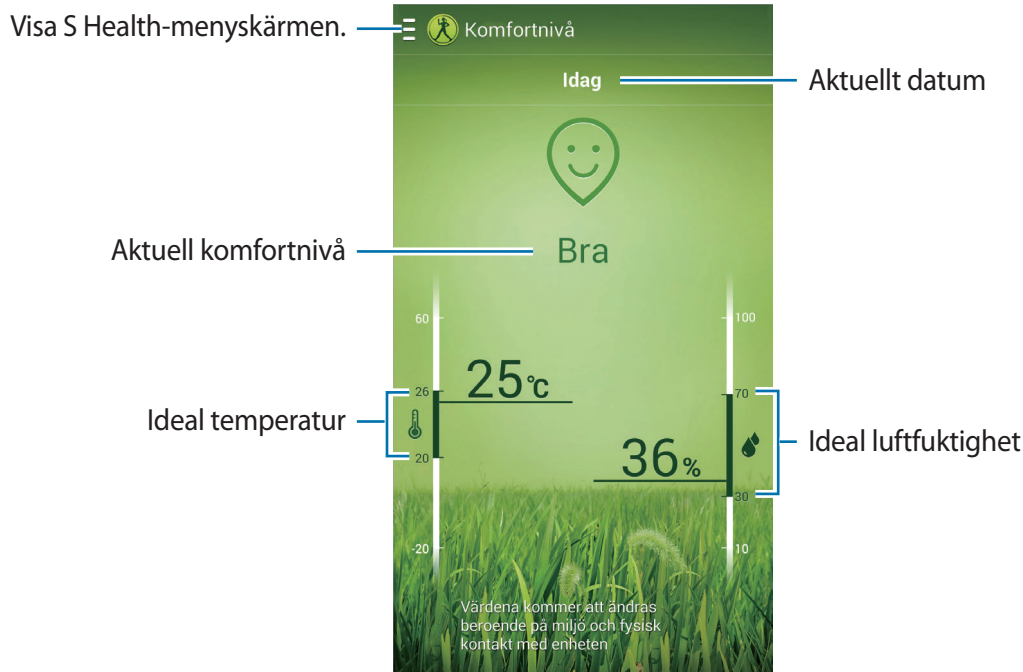 Visa S Health-menyskärmen.
Komfortnivå
Idag
Aktuellt datum
Aktuell komfortnivå
Bra
60
100
25°c
26
70
Ideal temperatur
36%
Ideal luftfuktighet
20
30
-20
10
Värdena kommer att ändras
beroende på miljö och fysisk
kontakt med enheten